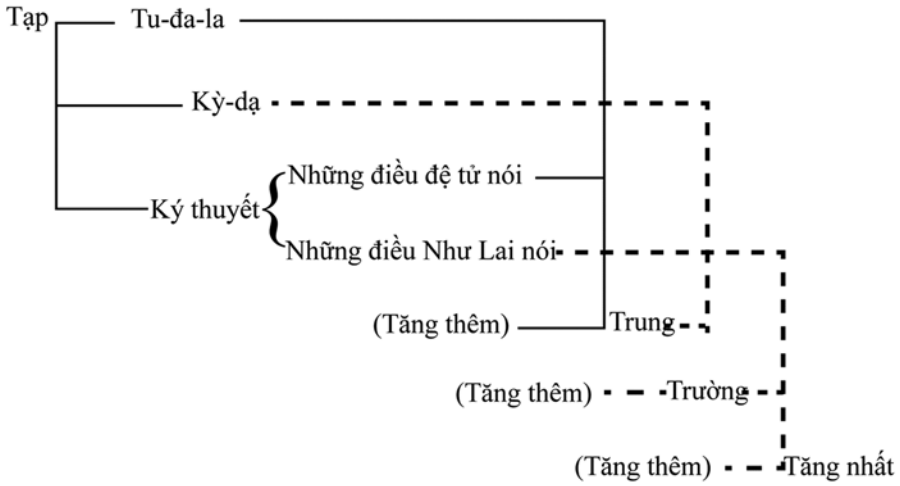 Tạp Tu-đa-la
Kỳ-dạ
Những điều đệ tử nói
Ký thuyết
Những điều Như Lai nói
(Tăng thêm) Trung
(Tăng thêm) Trường
(Tăng thêm) Tăng nhất